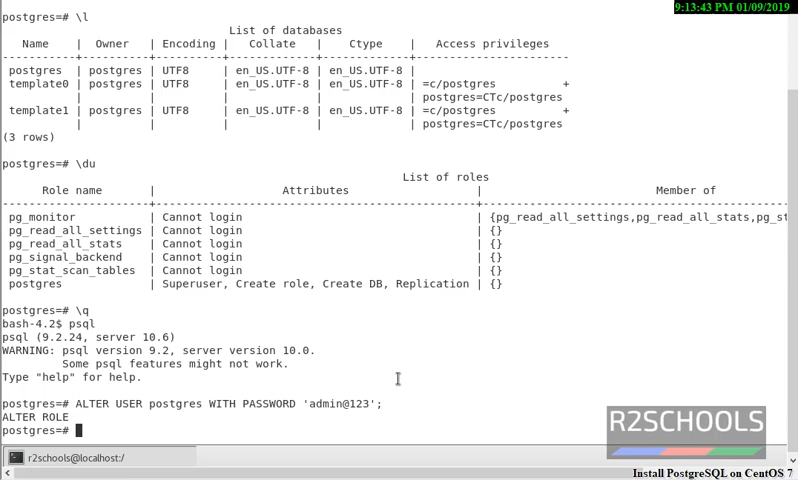 9:13:43 PM 01/09/2019
postgres=# \l
List of databases
Name | Owner | Encoding | Collate | Ctype | Access privileges
-----------+----------+----------+-------------+-------------+-----------------------
postgres | postgres | UTF8 | en_US.UTF-8 | en_US.UTF-8 |
template0 | postgres | UTF8 | en_US.UTF-8 | en_US.UTF-8 | =c/postgres +
| | | | | postgres=CTc/postgres
template1 | postgres | UTF8 | en_US.UTF-8 | en_US.UTF-8 | =c/postgres +
| | | | | postgres=CTc/postgres
(3 rows)
postgres=# \du
List of roles
Role name | Attributes | Member of
----------------------+------------------------------------------------+-----------------------------------------------
pg_monitor | Cannot login | {pg_read_all_settings,pg_read_all_stats,pg_st
pg_read_all_settings | Cannot login | {}
pg_read_all_stats | Cannot login | {}
pg_signal_backend | Cannot login | {}
pg_stat_scan_tables | Cannot login | {}
postgres | Superuser, Create role, Create DB, Replication | {}
postgres=# \q
bash-4.2$ psql
psql (9.2.24, server 10.6)
WARNING: psql version 9.2, server version 10.0.
Some psql features might not work.
Type "help" for help.
postgres=# ALTER USER postgres WITH PASSWORD 'admin@123';
ALTER ROLE
postgres=#
R2SCHOOLS
r2schools@localhost:/
Install PostgreSQL on CentOS 7